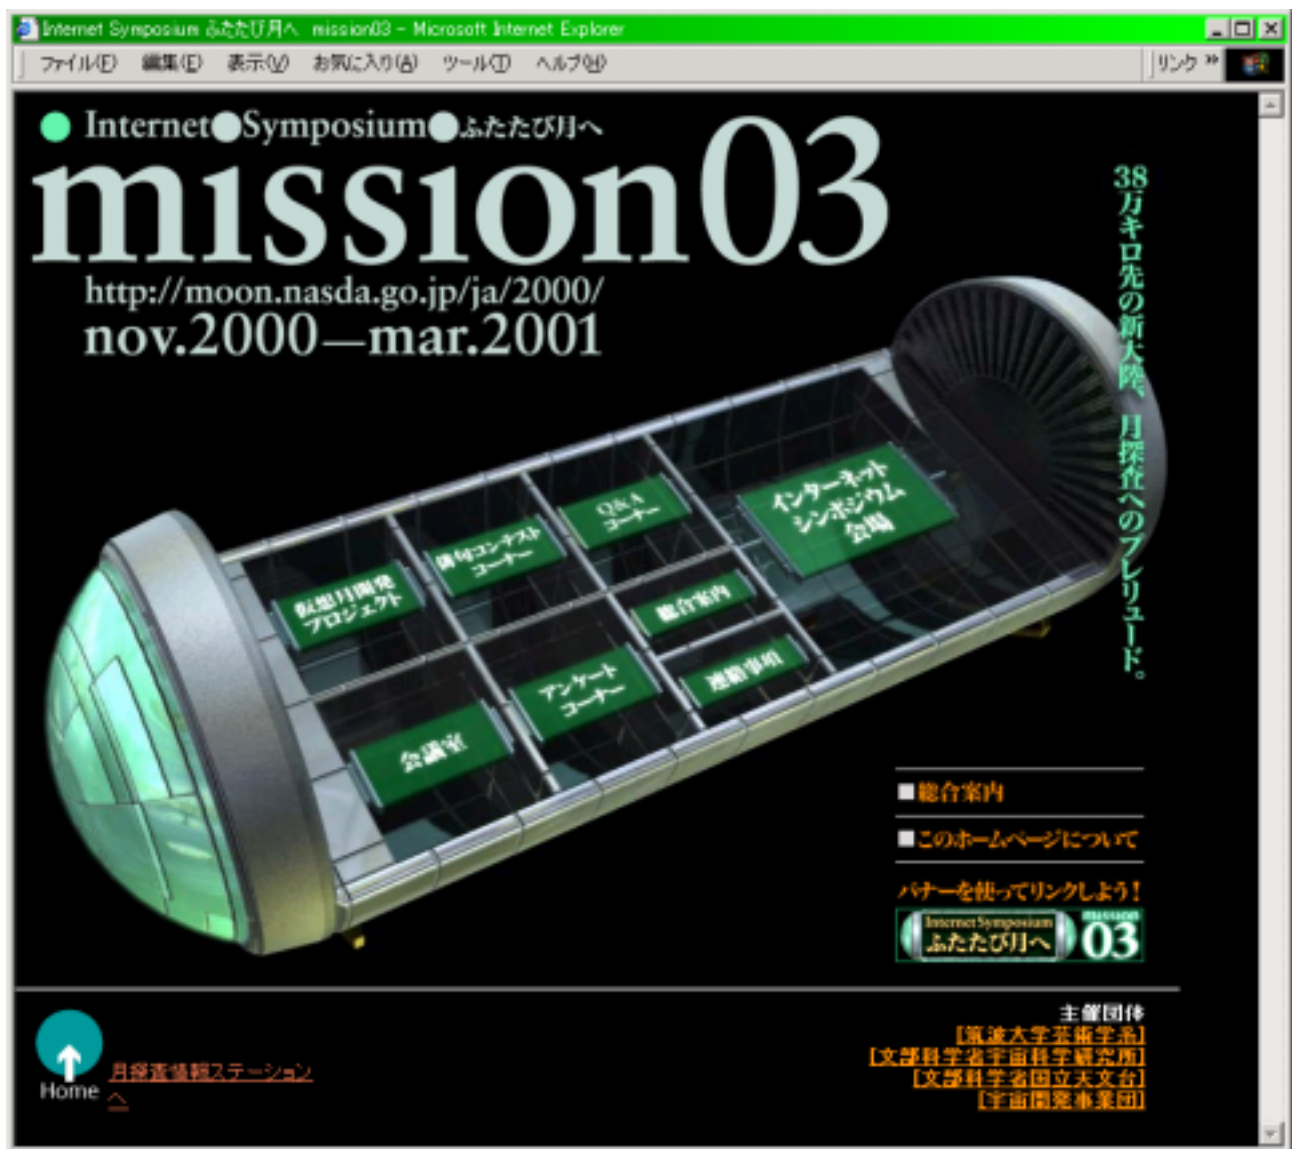 Internet Symposium ふたたび月へ mission03 - Microsoft Internet Explorer
ファイル(F) 編集(E) 表示(V) お気に入り(A) ツール(T) ヘルプ(H)
リンク »
Internet●Symposium●ふたたび月へ
mission03
http://moon.nasda.go.jp/ja/2000/
nov.2000—mar.2001
38万キロ先の新大陸、月探査へのプレリュード。
インターネット
シンポジウム
会場
Q&A
コーナー
俳句コンテスト
コーナー
仮想月開発
プロジェクト
総合案内
連絡事項
アンケート
コーナー
会議室
■総合案内
■このホームページについて
バナーを使ってリンクしよう!
InternetSymposium
ふたたび月へ
mission
03
主催団体
[筑波大学芸術学系]
[文部科学省宇宙科学研究所]
[文部科学省国立天文台]
[宇宙開発事業団]
Home
月探査情報ステーション
へ